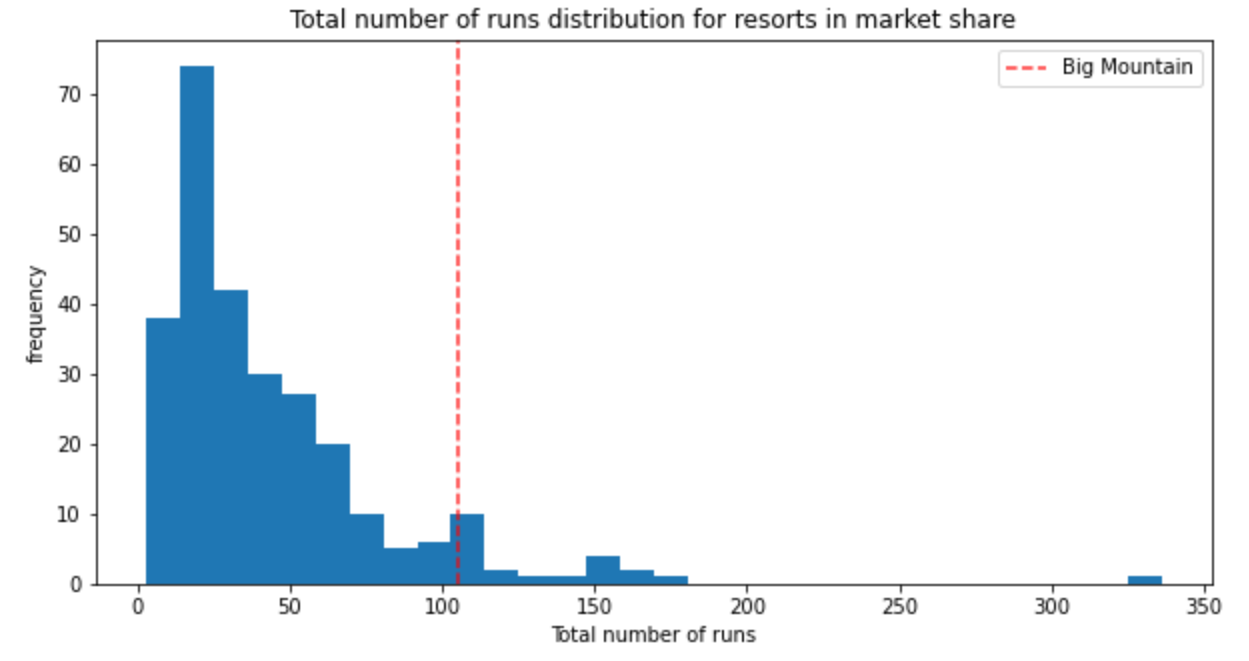 Total number of runs distribution for resorts in market share
Big Mountain
70
60
50
40
30
20
10
0
frequency
0 50 100 150 200 250 300 350
Total number of runs